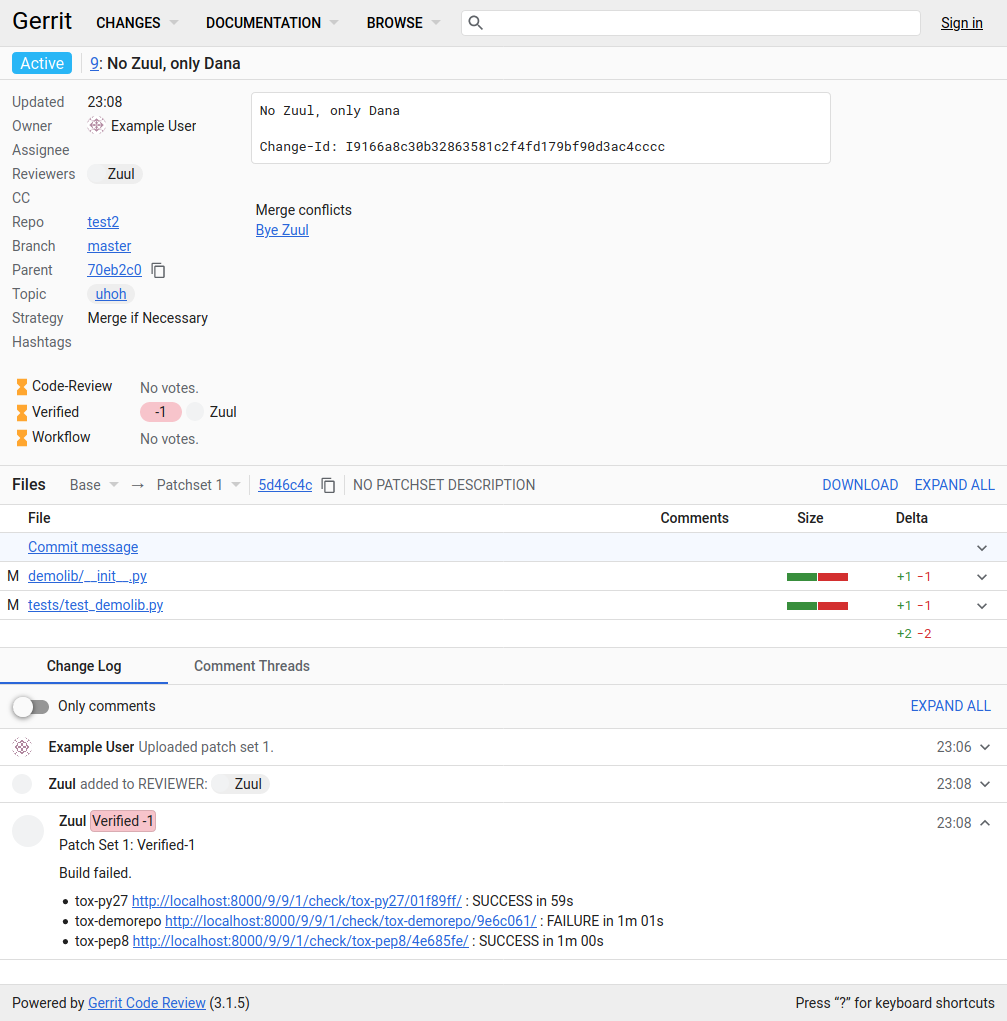 Gerrit CHANGES DOCUMENTATION BROWSE Sign in
Active 9: No Zuul, only Dana
Updated 23:08
Owner Example User
Assignee
Reviewers Zuul
CC
Repo test2
Branch master
Parent 70eb2c0
Topic uhoh
Strategy Merge if Necessary
Hashtags
No Zuul, only Dana
Change-Id: I9166a8c30b32863581c2f4fd179bf90d3ac4cccc
Merge conflicts
Bye Zuul
Code-Review No votes.
Verified -1 Zuul
Workflow No votes.
Files Base → Patchset 1 5d46c4c NO PATCHSET DESCRIPTION DOWNLOAD EXPAND ALL
File Comments Size Delta
Commit message
M demolib/__init__.py +1 -1
M tests/test_demolib.py +1 -1
+2 -2
Change Log Comment Threads
Only comments EXPAND ALL
Example User Uploaded patch set 1. 23:06
Zuul added to REVIEWER: Zuul 23:08
Zuul Verified -1 23:08
Patch Set 1: Verified-1
Build failed.
• tox-py27 http://localhost:8000/9/9/1/check/tox-py27/01f89ff/ : SUCCESS in 59s
• tox-demorepo http://localhost:8000/9/9/1/check/tox-demorepo/9e6c061/ : FAILURE in 1m 01s
• tox-pep8 http://localhost:8000/9/9/1/check/tox-pep8/4e685fe/ : SUCCESS in 1m 00s
Powered by Gerrit Code Review (3.1.5) Press “?” for keyboard shortcuts